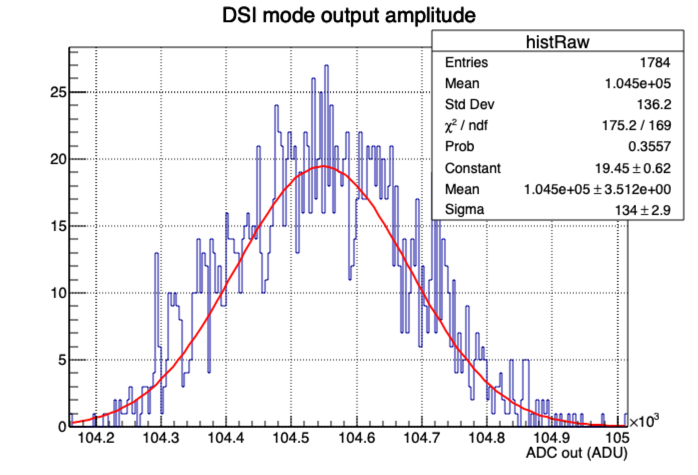 DSI mode output amplitude
histRaw
Entries 1784
Mean 1.045e+05
Std Dev 136.2
χ² / ndf 175.2 / 169
Prob 0.3557
Constant 19.45 ± 0.62
Mean 1.045e+05 ± 3.512e+00
Sigma 134 ± 2.9
25
20
15
10
5
0
104.2 104.3 104.4 104.5 104.6 104.7 104.8 104.9 105
×10³
ADC out (ADU)